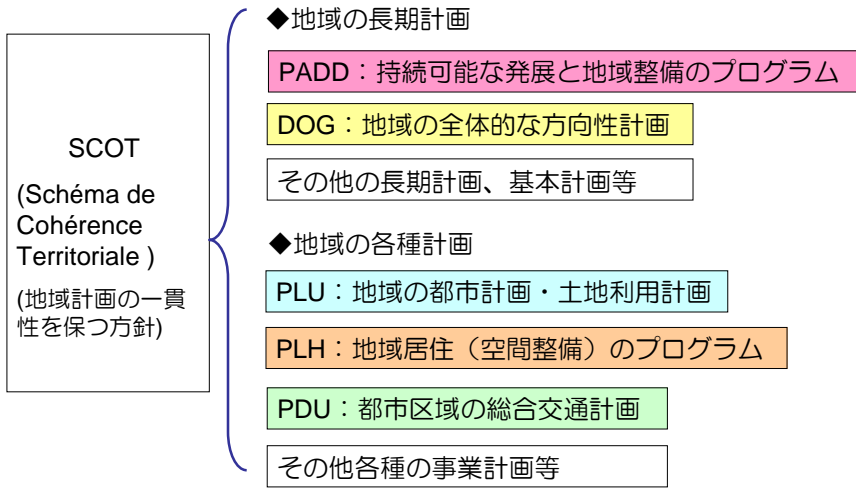 SCOT
(Schéma de
Cohérence
Territoriale )
(地域計画の一貫
性を保つ方針)
◆地域の長期計画
PADD：持続可能な発展と地域整備のプログラム
DOG：地域の全体的な方向性計画
その他の長期計画、基本計画等
◆地域の各種計画
PLU：地域の都市計画・土地利用計画
PLH：地域居住（空間整備）のプログラム
PDU：都市区域の総合交通計画
その他各種の事業計画等